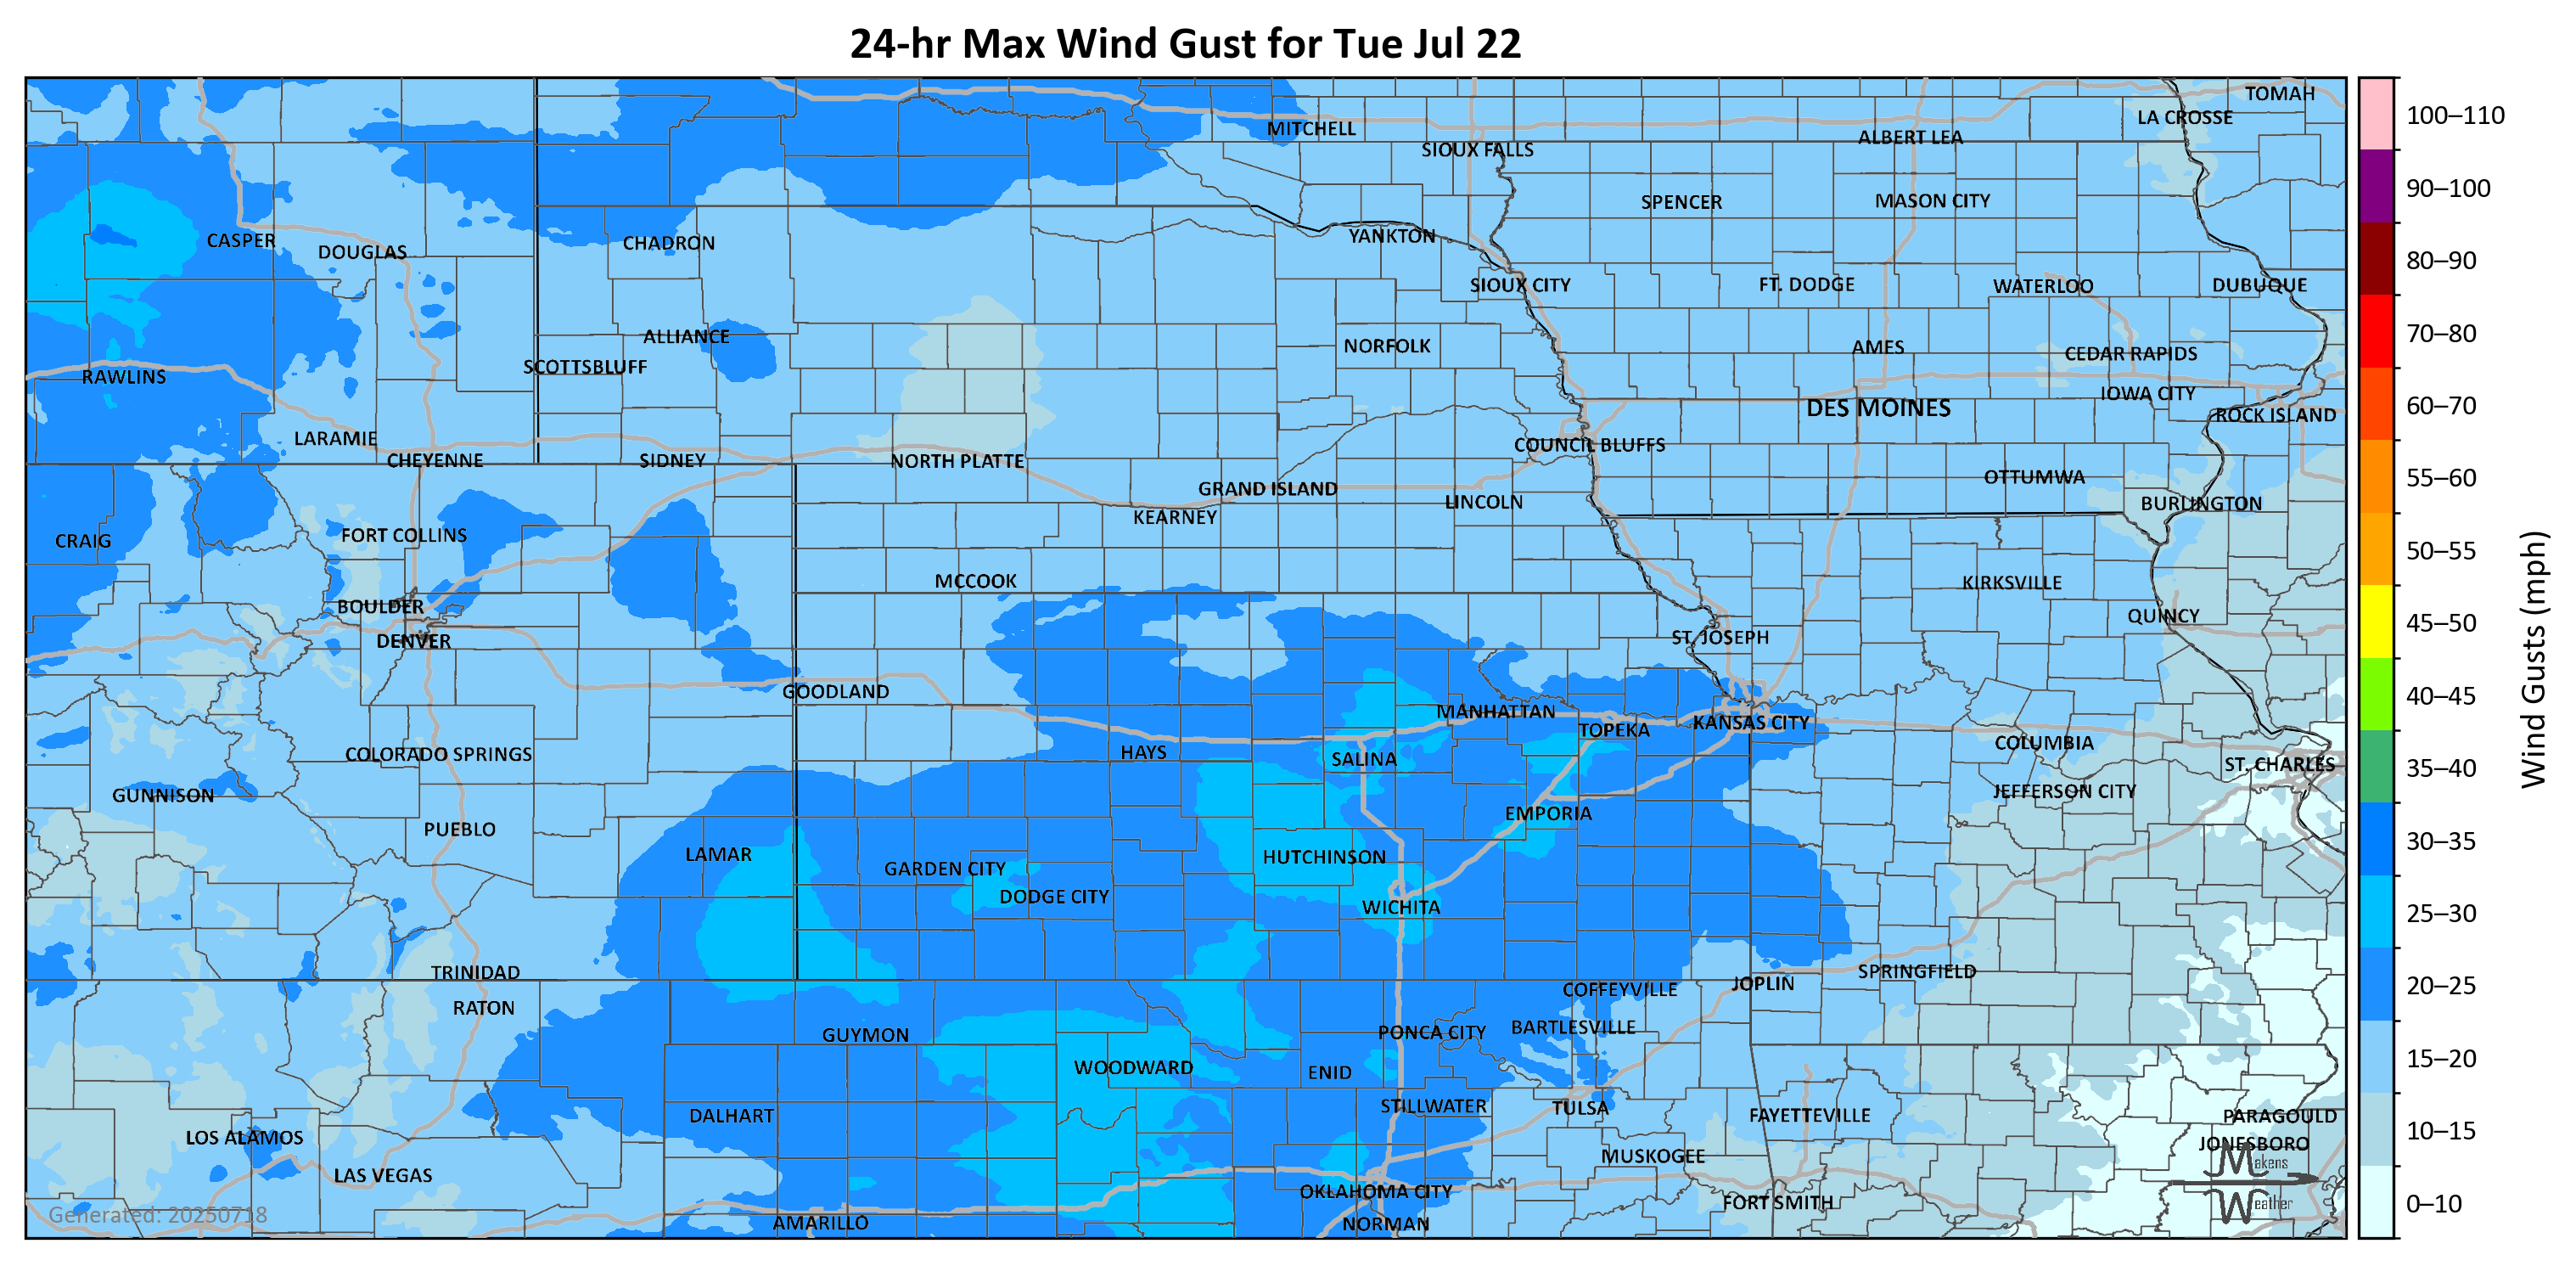 24-hr Max Wind Gust for Tue Jul 22
TOMAH
LA CROSSE
MITCHELL
ALBERT LEA
SIOUX FALLS
SPENCER
MASON CITY
CASPER
DOUGLAS
CHADRON
YANKTON
SIOUX CITY
FT. DODGE
WATERLOO
DUBUQUE
ALLIANCE
NORFOLK
AMES
CEDAR RAPIDS
SCOTTSBLUFF
RAWLINS
IOWA CITY
DES MOINES
ROCK ISLAND
LARAMIE
COUNCIL BLUFFS
CHEYENNE
SIDNEY
NORTH PLATTE
OTTUMWA
GRAND ISLAND
LINCOLN
BURLINGTON
KEARNEY
CRAIG
FORT COLLINS
MCCOOK
KIRKSVILLE
BOULDER
QUINCY
DENVER
ST. JOSEPH
GOODLAND
MANHATTAN
TOPEKA
KANSAS CITY
COLORADO SPRINGS
HAYS
SALINA
COLUMBIA
ST. CHARLES
GUNNISON
JEFFERSON CITY
EMPORIA
PUEBLO
LAMAR
HUTCHINSON
GARDEN CITY
DODGE CITY
WICHITA
TRINIDAD
SPRINGFIELD
JOPLIN
COFFEYVILLE
RATON
GUYMON
PONCA CITY
BARTLESVILLE
WOODWARD
ENID
STILLWATER
TULSA
DALHART
FAYETTEVILLE
PARAGOULD
LOS ALAMOS
JONESBORO
MUSKOGEE
LAS VEGAS
OKLAHOMA CITY
FORT SMITH
AMARILLO
NORMAN
Generated: 20250718
Makens
Weather
100–110
90–100
80–90
70–80
60–70
55–60
50–55
45–50
40–45
35–40
30–35
25–30
20–25
15–20
10–15
0–10
Wind Gusts (mph)